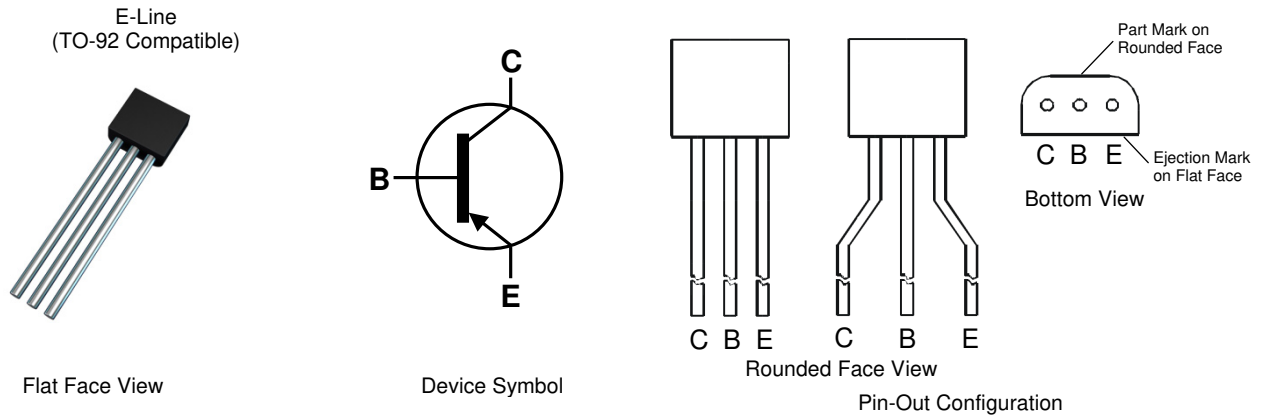 E-Line
(TO-92 Compatible)
Flat Face View
C
B
E
Device Symbol
C B E
C B E
Rounded Face View
Part Mark on
Rounded Face
C B E
Ejection Mark
on Flat Face
Bottom View
Pin-Out Configuration